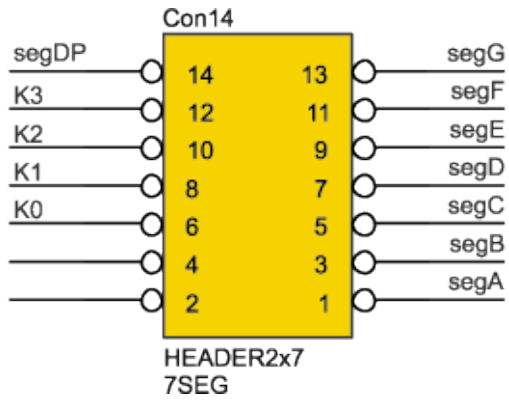 Con14
segDP 14 13 segG
K3 12 11 segF
K2 10 9 segE
K1 8 7 segD
K0 6 5 segC
4 3 segB
2 1 segA
HEADER2x7
7SEG